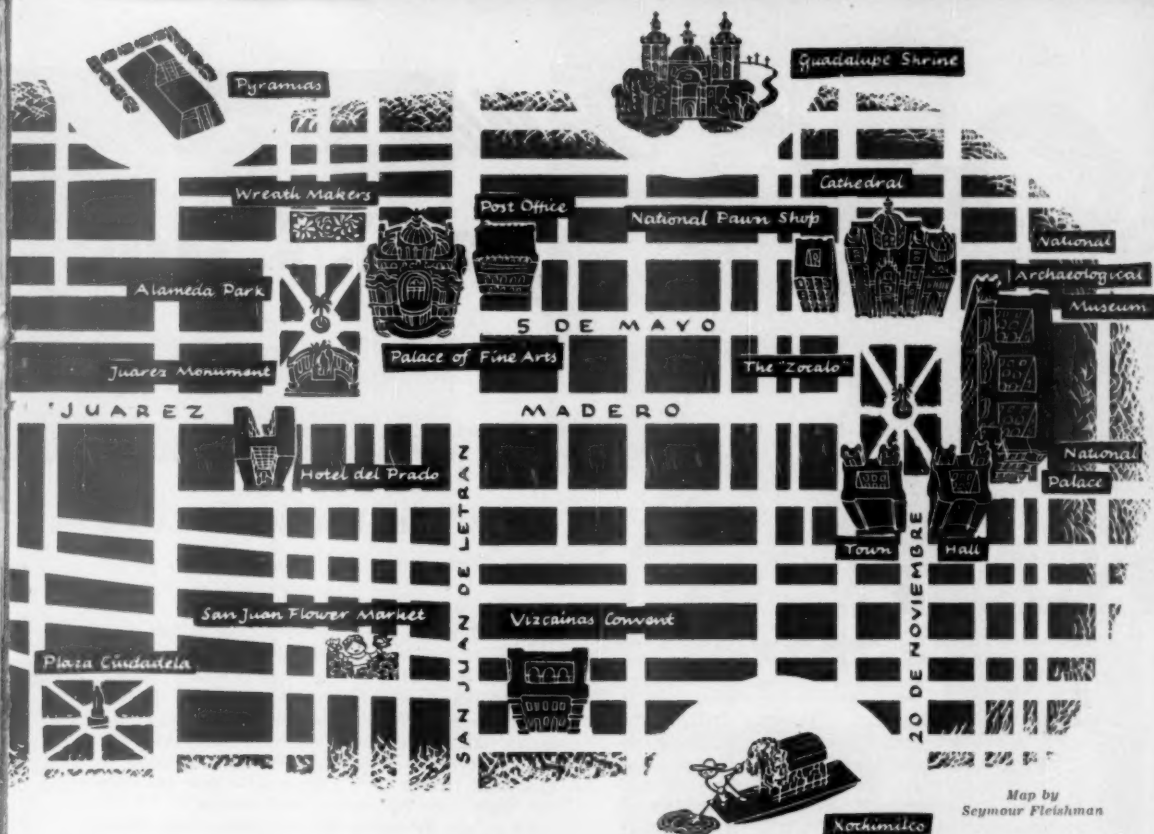 Guadalupe Shrine
Pyramids
Wreath Makers
Cathedral
Post Office
National Pawn Shop
National
Archaeological
Museum
Alameda Park
5 DE MAYO
Palace of Fine Arts
The "Zocalo"
Juarez Monument
JUAREZ
MADERO
Hotel del Prado
National
Palace
SAN JUAN DE LETRAN
20 DE NOVIEMBRE
Town
Hall
San Juan Flower Market
Vizcainas Convent
Plaza Ciudadela
Map by
Seymour Fleishman
Xochimilco